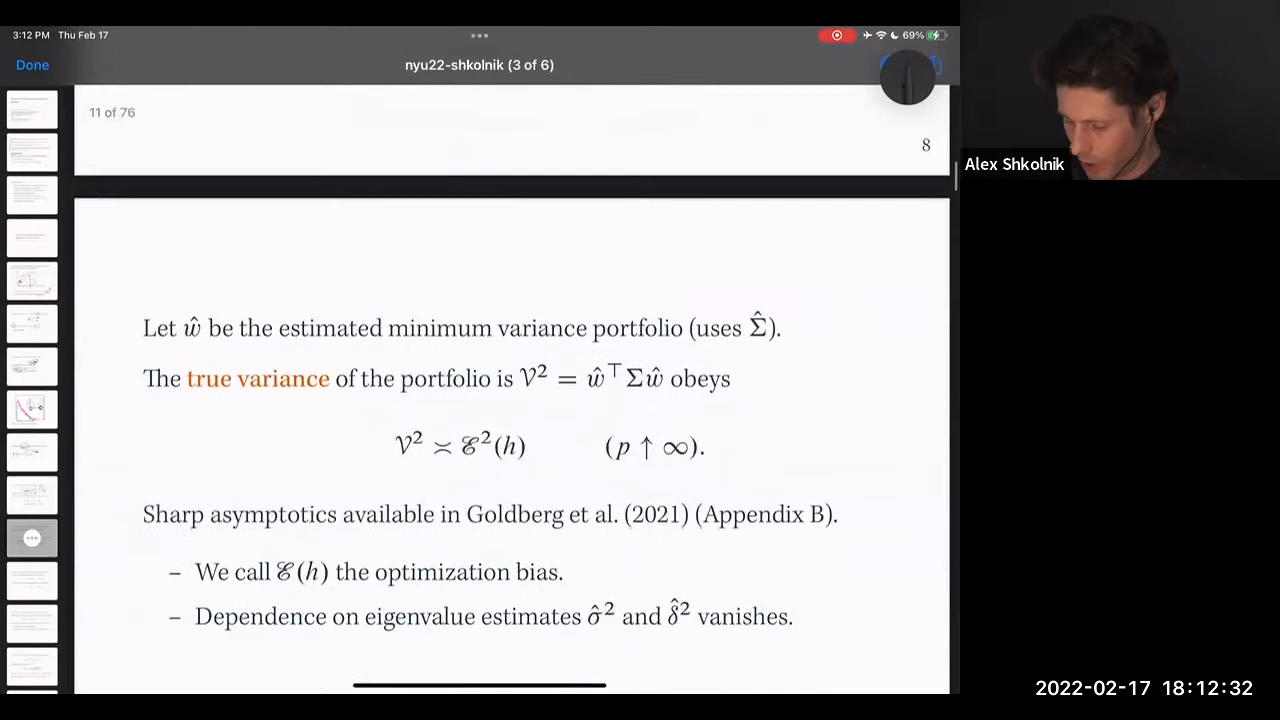 3:12 PM Thu Feb 17
69%
Done
nyu22-shkolnik (3 of 6)
11 of 76
8
Alex Shkolnik
Let ŵ be the estimated minimum variance portfolio (uses Σ̂).
The true variance of the portfolio is 𝒱² = ŵ⊤Σŵ obeys
𝒱² ≍ ℰ²(h) (p ↑ ∞).
Sharp asymptotics available in Goldberg et al. (2021) (Appendix B).
– We call ℰ(h) the optimization bias.
– Dependence on eigenvalue estimates σ̂² and δ̂² vanishes.
2022-02-17 18:12:32